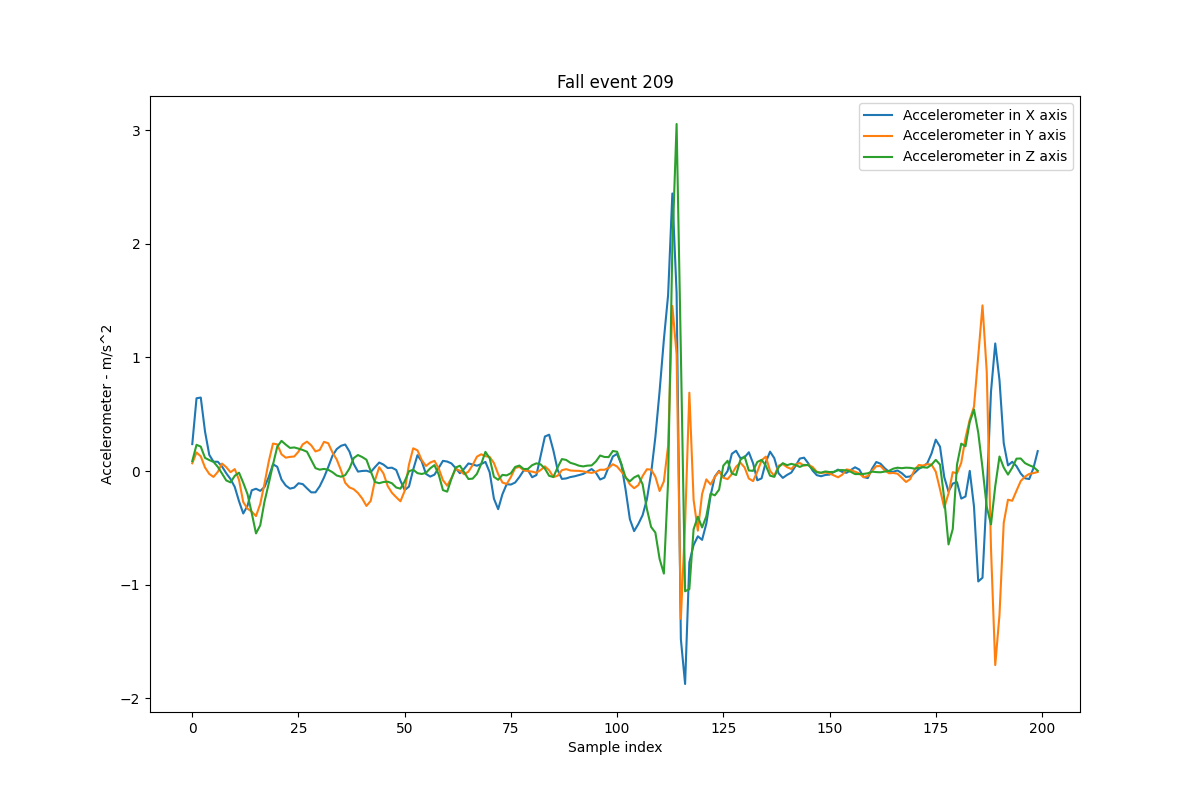 Fall event 209
Accelerometer in X axis
Accelerometer in Y axis
Accelerometer in Z axis
Accelerometer - m/s^2
3
2
1
0
−1
−2
0 25 50 75 100 125 150 175 200
Sample index